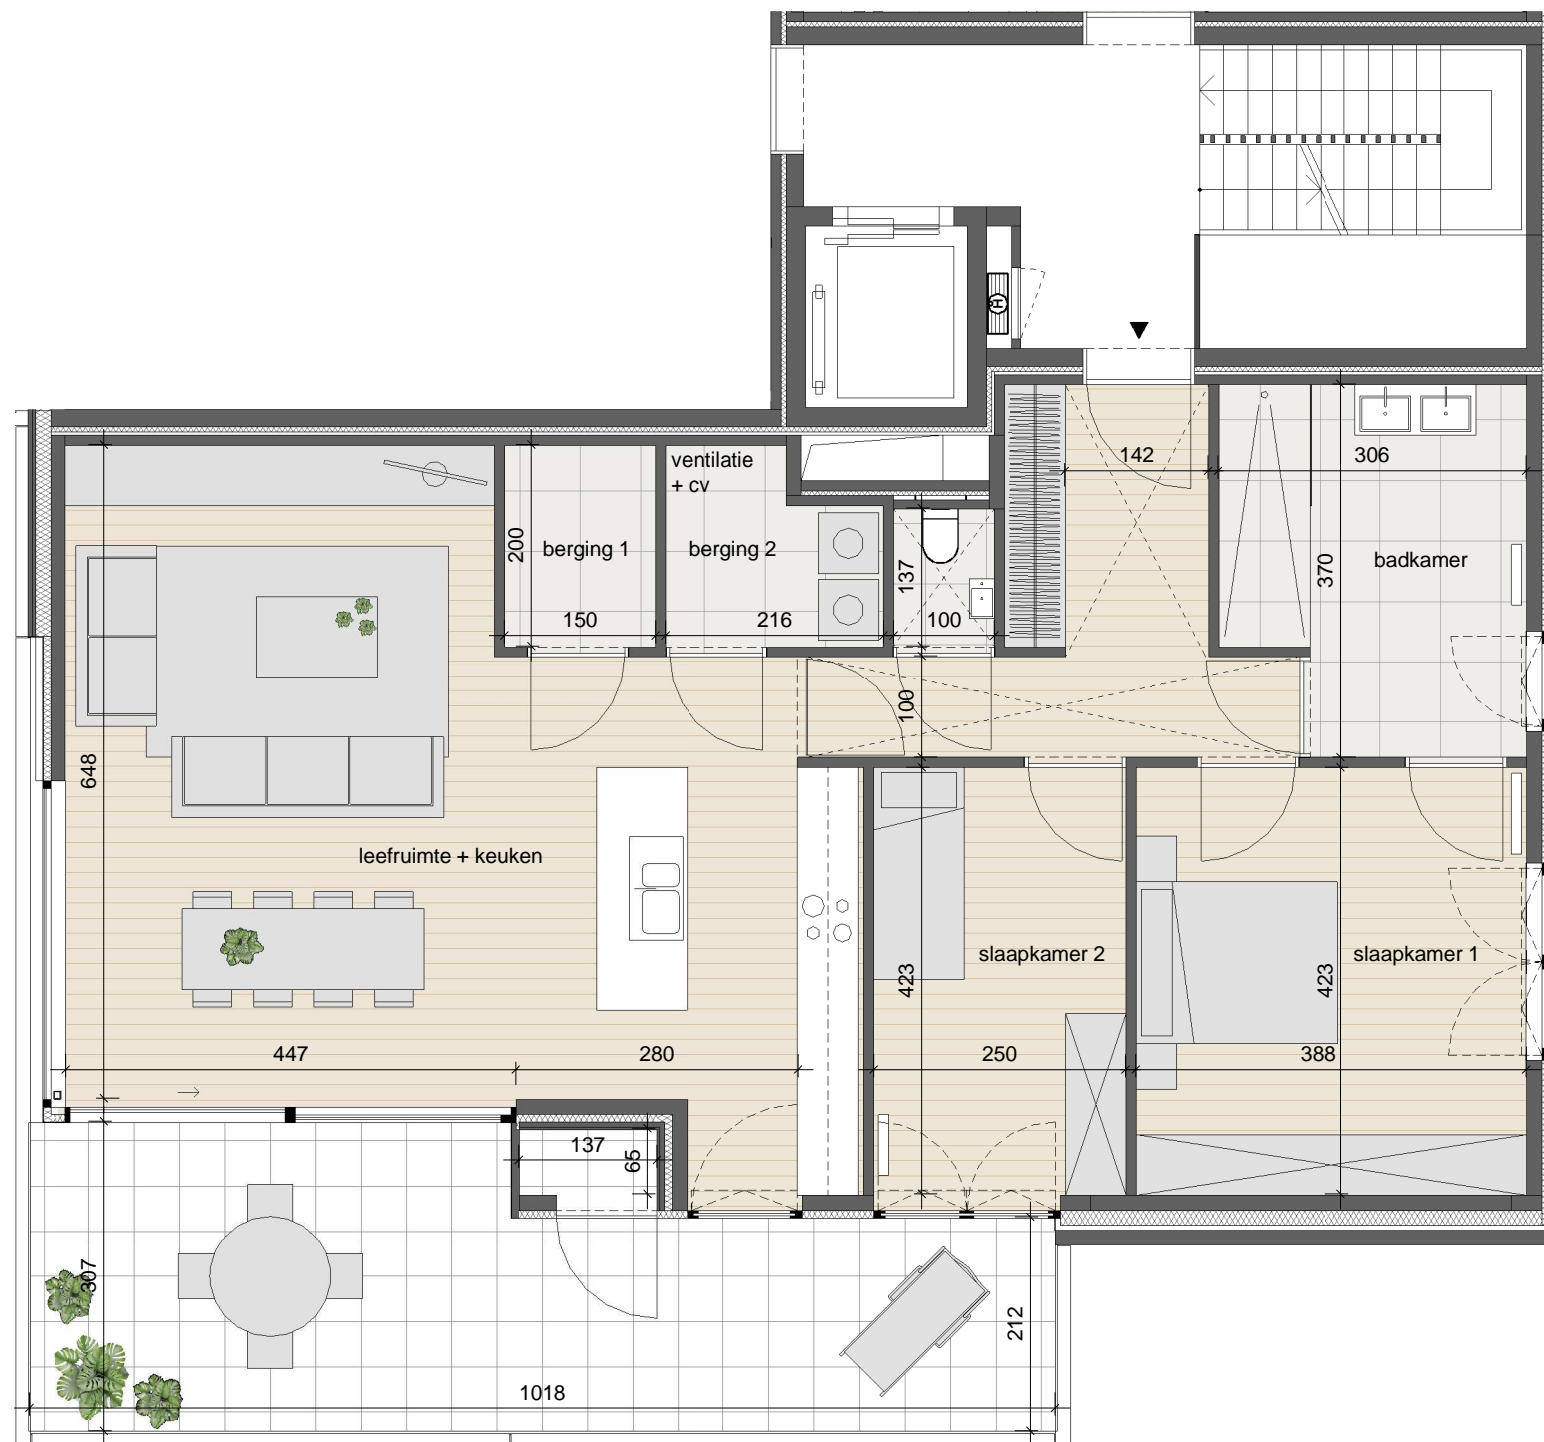 H
142
306
ventilatie
+ cv
200
berging 1
berging 2
137
370
badkamer
150
216
100
100
648
leefruimte + keuken
423
slaapkamer 2
423
slaapkamer 1
447
280
250
388
137
65
307
212
1018